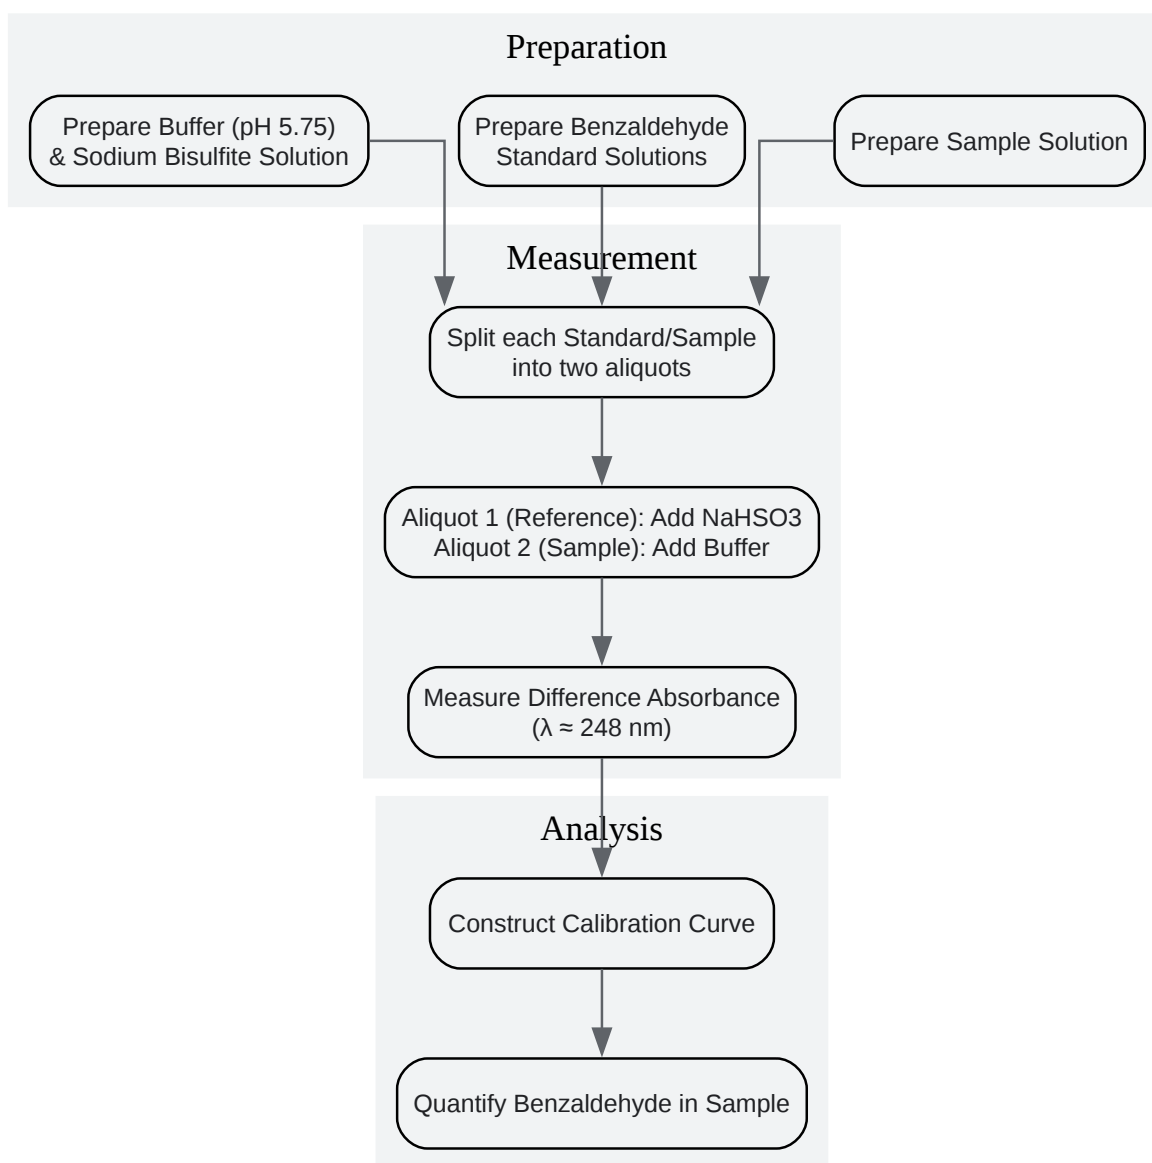 Preparation
Prepare Buffer (pH 5.75)
& Sodium Bisulfite Solution
Prepare Benzaldehyde
Standard Solutions
Prepare Sample Solution
Measurement
Split each Standard/Sample
into two aliquots
Aliquot 1 (Reference): Add NaHSO3
Aliquot 2 (Sample): Add Buffer
Measure Difference Absorbance
(λ ≈ 248 nm)
Analysis
Construct Calibration Curve
Quantify Benzaldehyde in Sample